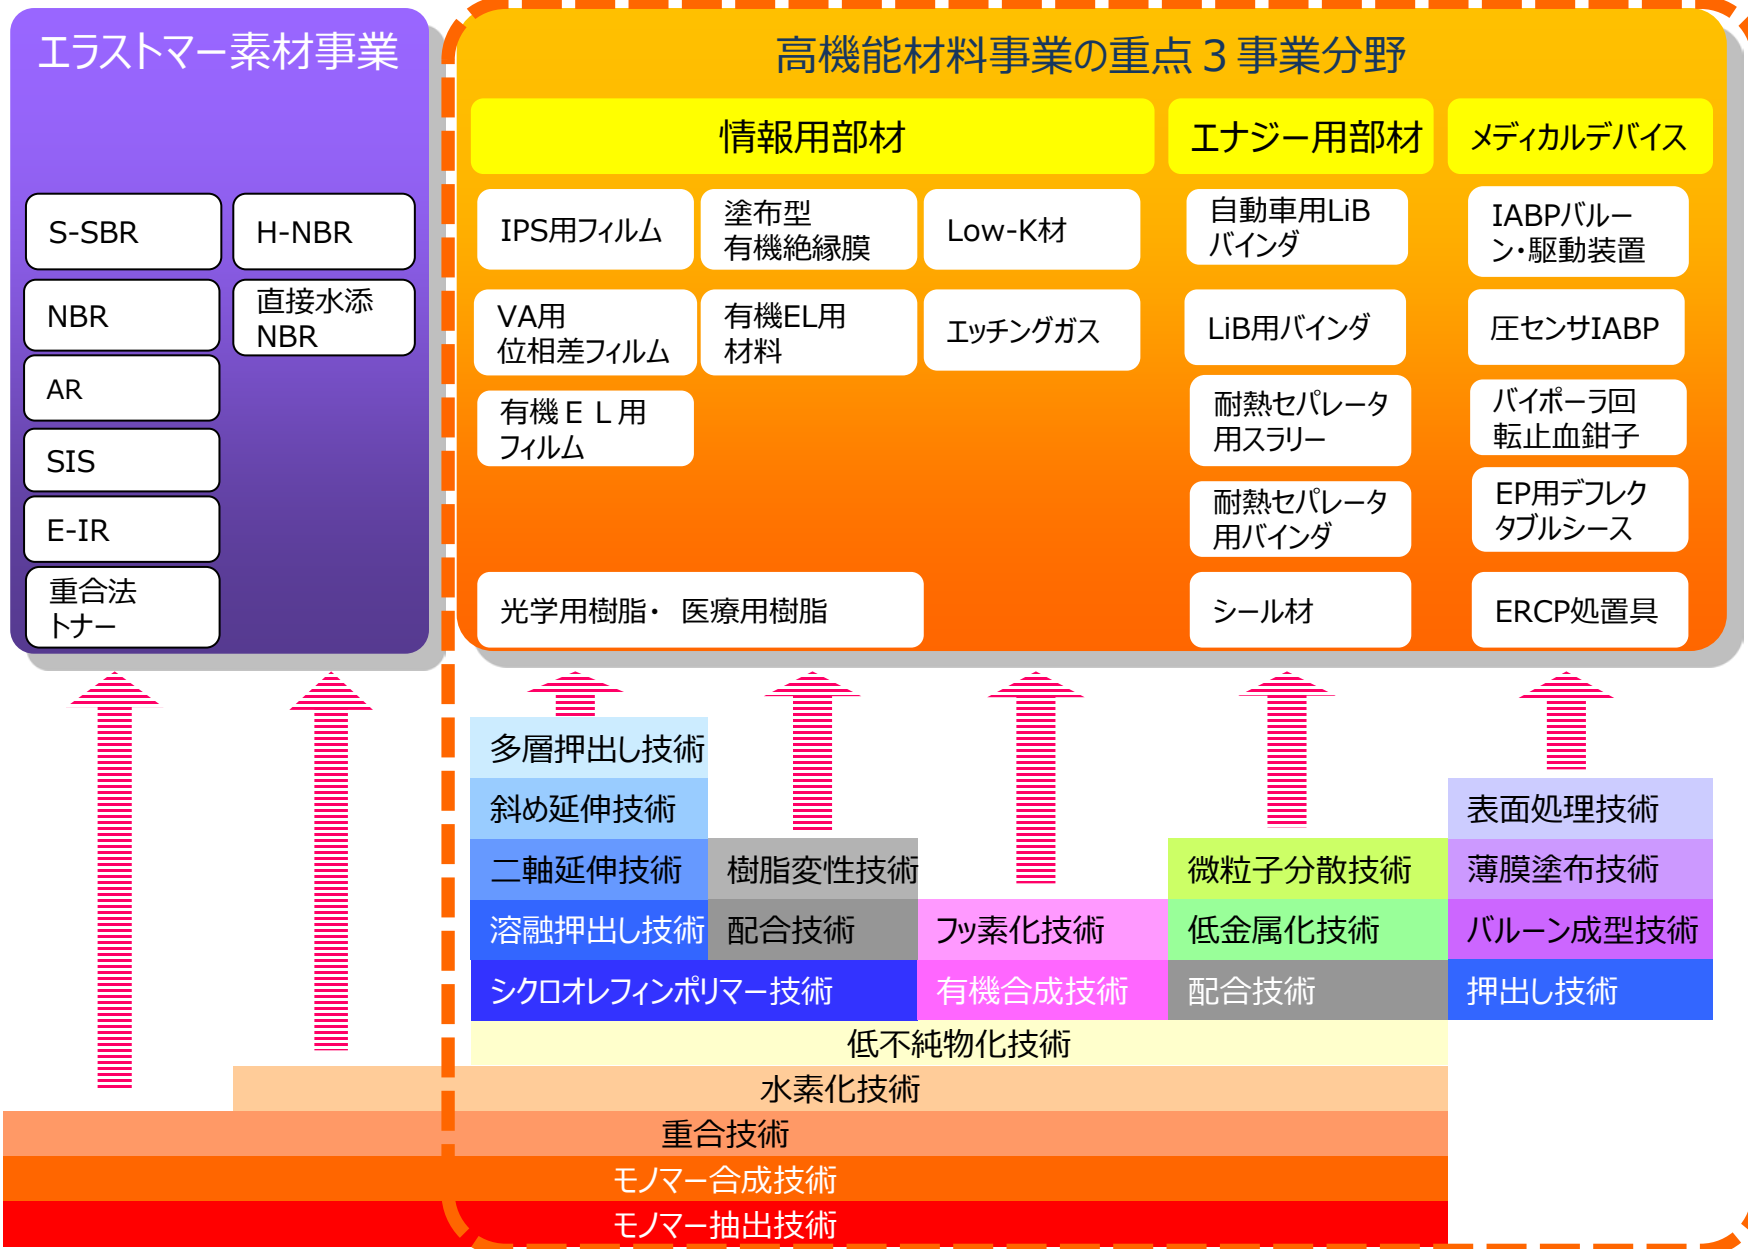 エラストマー素材事業
S-SBR
H-NBR
NBR
直接水添
NBR
AR
SIS
E-IR
重合法
トナー
高機能材料事業の重点３事業分野
情報用部材
エナジー用部材
メディカルデバイス
IPS用フィルム
塗布型
有機絶縁膜
Low-K材
VA用
位相差フィルム
有機EL用
材料
エッチングガス
有機ＥＬ用
フィルム
光学用樹脂・ 医療用樹脂
自動車用LiB
バインダ
LiB用バインダ
耐熱セパレータ
用スラリー
耐熱セパレータ
用バインダ
シール材
IABPバルー
ン・駆動装置
圧センサIABP
バイポーラ回
転止血鉗子
EP用デフレク
タブルシース
ERCP処置具
多層押出し技術
斜め延伸技術
二軸延伸技術
溶融押出し技術
樹脂変性技術
配合技術
シクロオレフィンポリマー技術
フッ素化技術
有機合成技術
微粒子分散技術
低金属化技術
配合技術
表面処理技術
薄膜塗布技術
バルーン成型技術
押出し技術
低不純物化技術
水素化技術
重合技術
モノマー合成技術
モノマー抽出技術